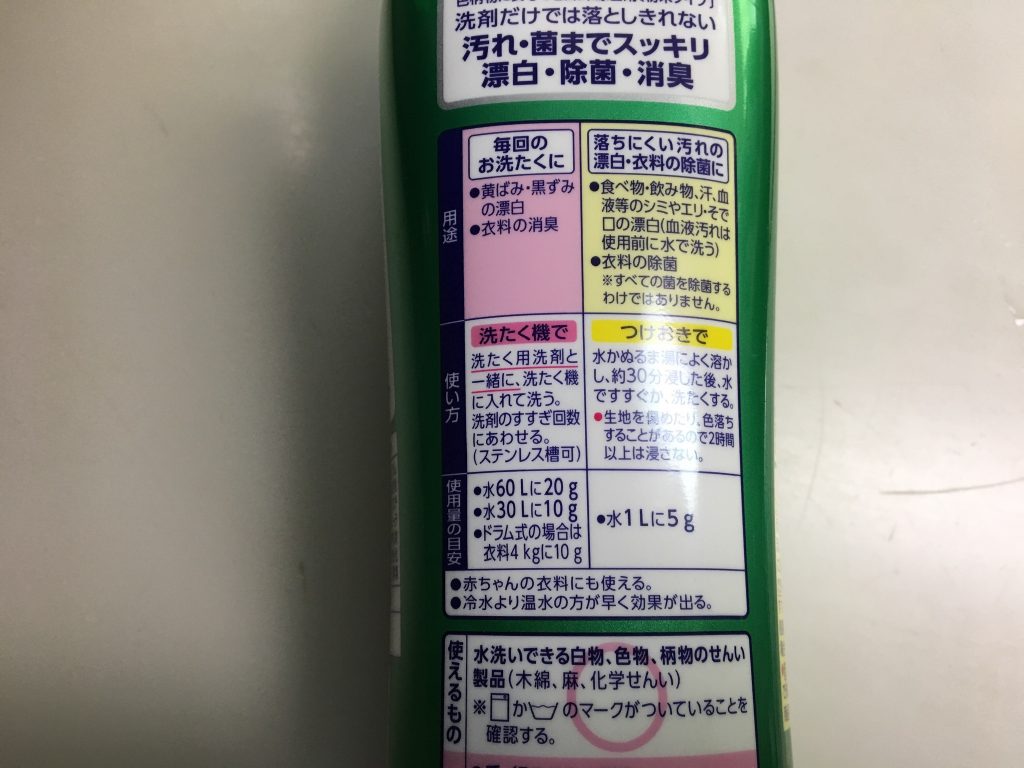 洗剤だけでは落としきれない
汚れ・菌までスッキリ
漂白・除菌・消臭
用途
毎回の
お洗たくに
●黄ばみ・黒ずみ
の漂白
●衣料の消臭
落ちにくい汚れの
漂白・衣料の除菌に
●食べ物・飲み物、汗、血
液等のシミやエリ・そで
口の漂白(血液汚れは
使用前に水で洗う)
●衣料の除菌
※すべての菌を除菌する
わけではありません。
使い方
洗たく機で
洗たく用洗剤と
一緒に、洗たく機
に入れて洗う。
洗剤のすすぎ回数
にあわせる。
(ステンレス槽可)
つけおきで
水かぬるま湯によく溶か
し、約30分浸した後、水
ですすぐか、洗たくする。
●生地を傷めたり、色落ち
することがあるので2時間
以上は浸さない。
使用量の目安
●水60 Lに20 g
●水30 Lに10 g
●ドラム式の場合は
衣料4 kgに10 g
●水1 Lに5 g
●赤ちゃんの衣料にも使える。
●冷水より温水の方が早く効果が出る。
使えるもの
水洗いできる白物、色物、柄物のせんい
製品(木綿、麻、化学せんい)
※か のマークがついていることを
確認する。